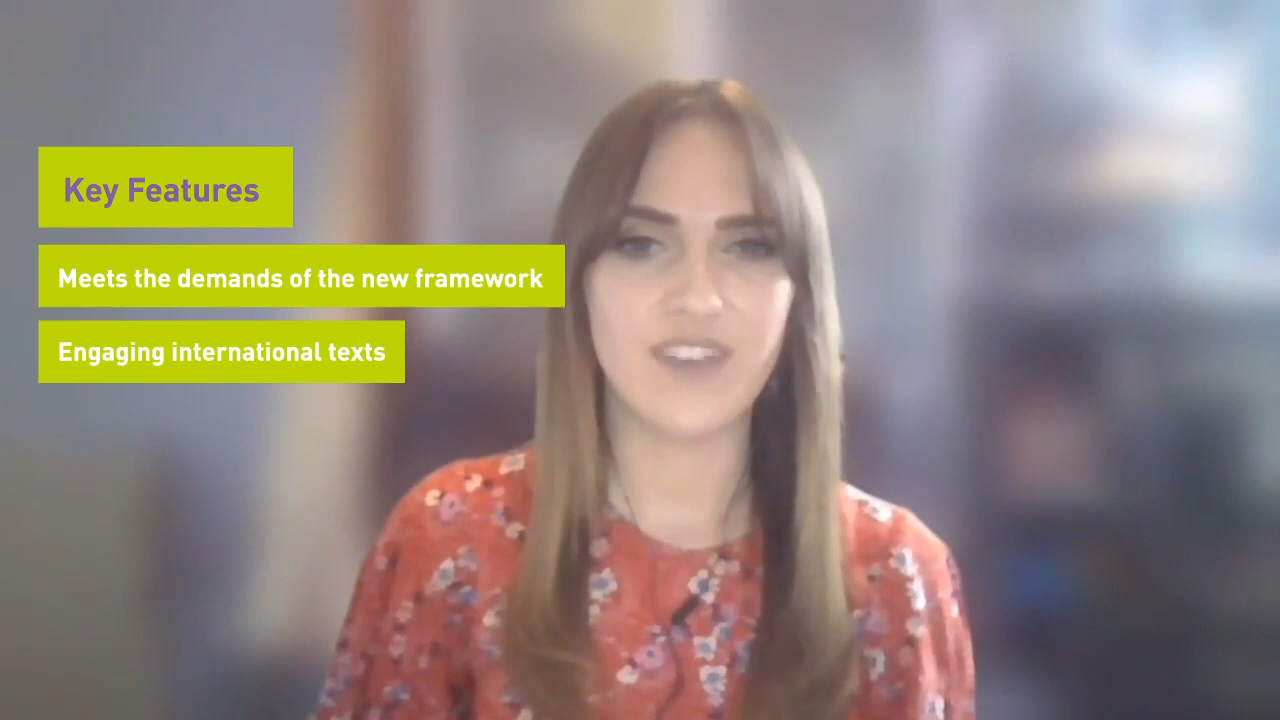 Key Features
Meets the demands of the new framework
Engaging international texts